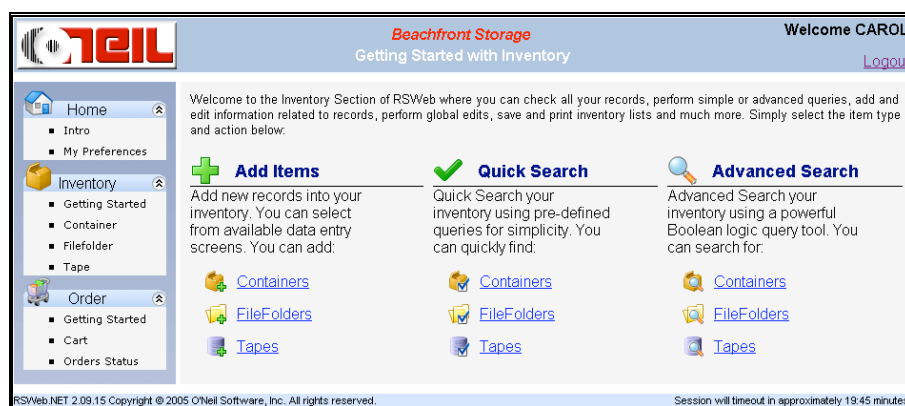 O'NEIL
Beachfront Storage
Getting Started with Inventory
Welcome CAROL
Logou
Home
Intro
My Preferences
Inventory
Getting Started
Container
Filefolder
Tape
Order
Getting Started
Cart
Orders Status
Welcome to the Inventory Section of RSWeb where you can check all your records, perform simple or advanced queries, add and
edit information related to records, perform global edits, save and print inventory lists and much more. Simply select the item type
and action below:
Add Items
Add new records into your
inventory. You can select
from available data entry
screens. You can add:
Containers
FileFolders
Tapes
Quick Search
Quick Search your
inventory using pre-defined
queries for simplicity. You
can quickly find:
Containers
FileFolders
Tapes
Advanced Search
Advanced Search your
inventory using a powerful
Boolean logic query tool. You
can search for:
Containers
FileFolders
Tapes
RSWeb.NET 2.09.15 Copyright © 2005 O'Neil Software, Inc. All rights reserved.
Session will timeout in approximately 19:45 minutes